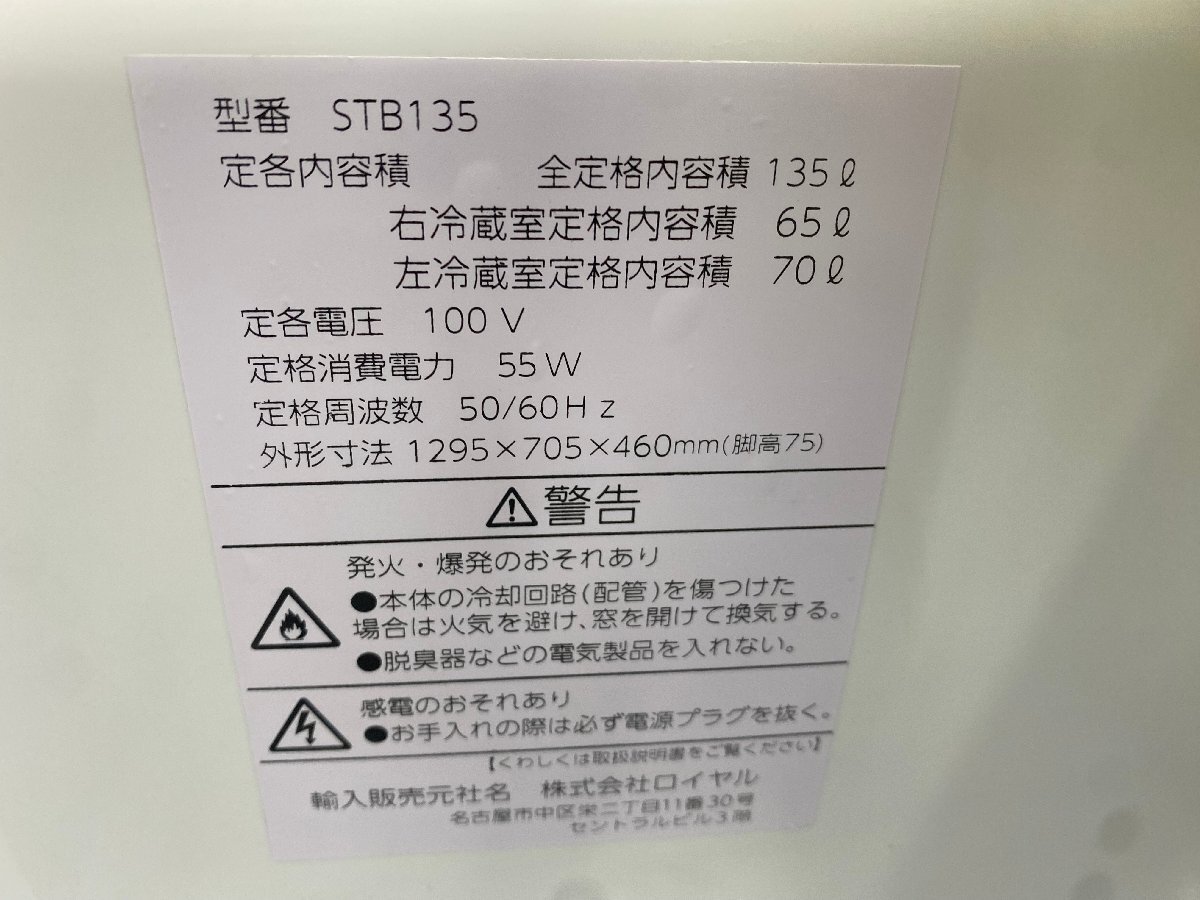 型番 STB135
定各内容積 全定格内容積 135ℓ
右冷蔵室定格内容積 65ℓ
左冷蔵室定格内容積 70ℓ
定各電圧 100V
定格消費電力 55W
定格周波数 50/60Hz
外形寸法 1295×705×460mm(脚高75)
警告
発火・爆発のおそれあり
●本体の冷却回路(配管)を傷つけた
場合は火気を避け、窓を開けて換気する。
●脱臭器などの電気製品を入れない。
感電のおそれあり
●お手入れの際は必ず電源プラグを抜く。
【くわしくは取扱説明書をご覧ください】
輸入販売元社名 株式会社ロイヤル
名古屋市中区栄二丁目11番30号
セントラルビル3階